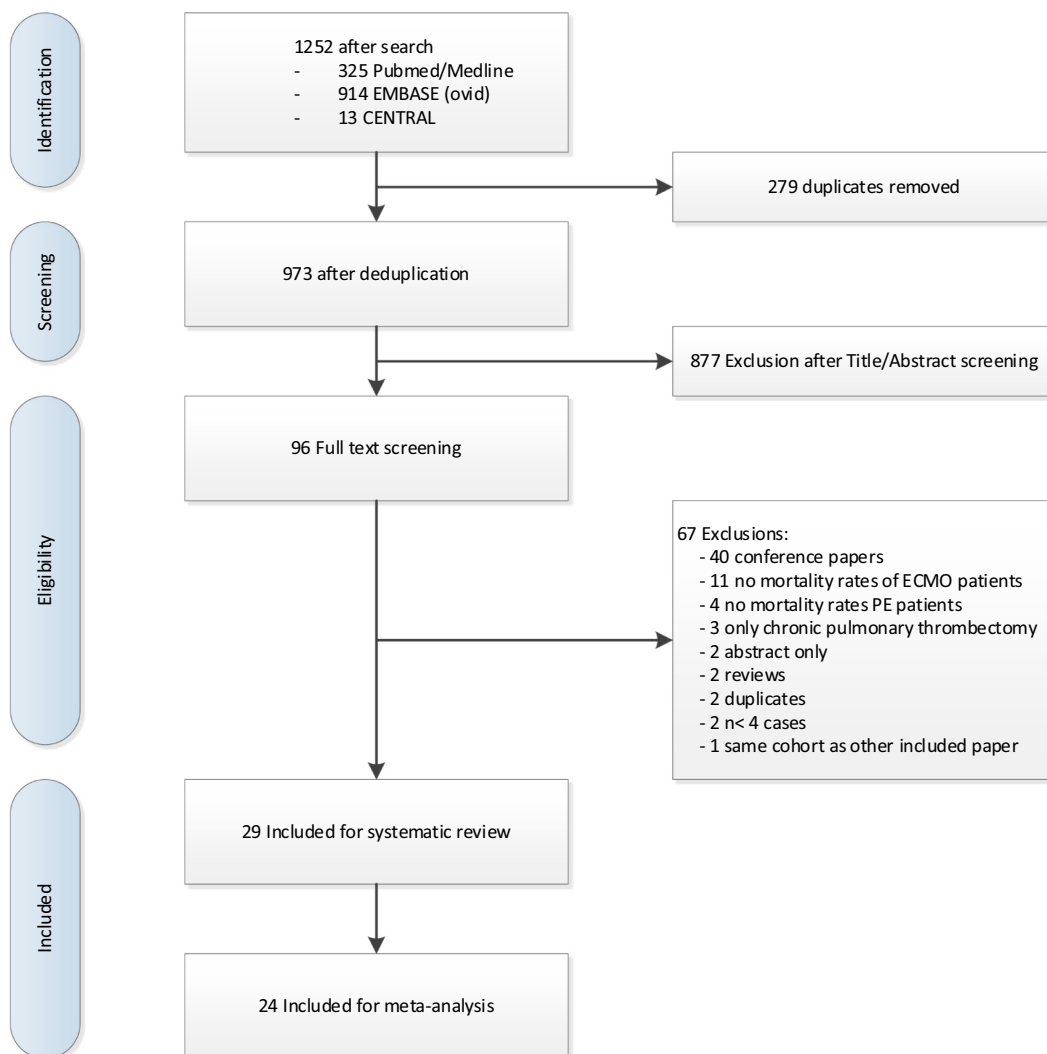 Identification
1252 after search
- 325 Pubmed/Medline
- 914 EMBASE (ovid)
- 13 CENTRAL
279 duplicates removed
Screening
973 after deduplication
877 Exclusion after Title/Abstract screening
Eligibility
96 Full text screening
67 Exclusions:
- 40 conference papers
- 11 no mortality rates of ECMO patients
- 4 no mortality rates PE patients
- 3 only chronic pulmonary thrombectomy
- 2 abstract only
- 2 reviews
- 2 duplicates
- 2 n< 4 cases
- 1 same cohort as other included paper
Included
29 Included for systematic review
24 Included for meta-analysis